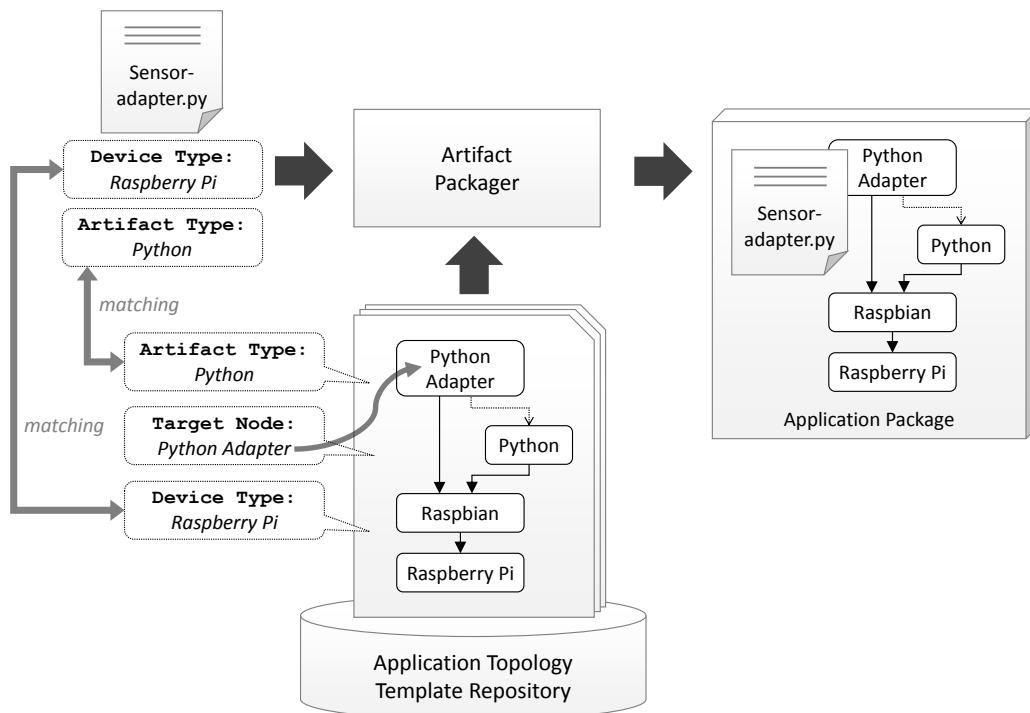 Sensor-
adapter.py
Device Type:
Raspberry Pi
Artifact Type:
Python
matching
matching
Artifact Type:
Python
Target Node:
Python Adapter
Device Type:
Raspberry Pi
Artifact
Packager
Python
Adapter
Python
Raspbian
Raspberry Pi
Application Topology
Template Repository
Python
Adapter
Sensor-
adapter.py
Python
Raspbian
Raspberry Pi
Application Package